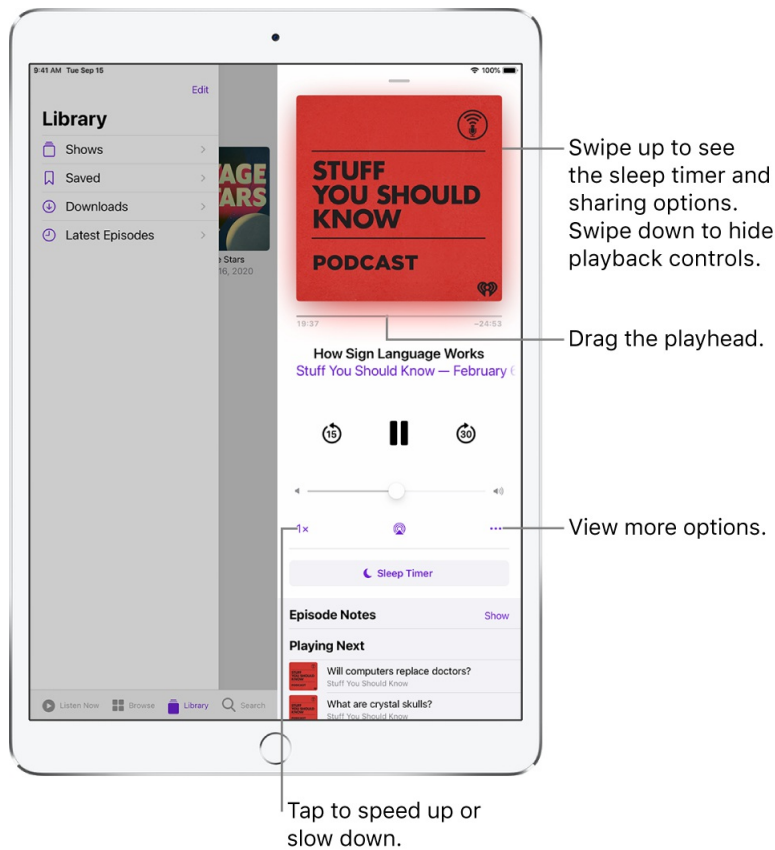 9:41 AM Tue Sep 15
100%
Edit
Library
Shows
Saved
Downloads
Latest Episodes
AGE
ARS
e Stars
16, 2020
Listen Now
Browse
Library
Search
STUFF
YOU SHOULD
KNOW
PODCAST
19:37
-24:53
How Sign Language Works
Stuff You Should Know — February 6
15
30
1×
Sleep Timer
Episode Notes
Show
Playing Next
Will computers replace doctors?
Stuff You Should Know
What are crystal skulls?
Stuff You Should Know
Swipe up to see
the sleep timer and
sharing options.
Swipe down to hide
playback controls.
Drag the playhead.
View more options.
Tap to speed up or
slow down.